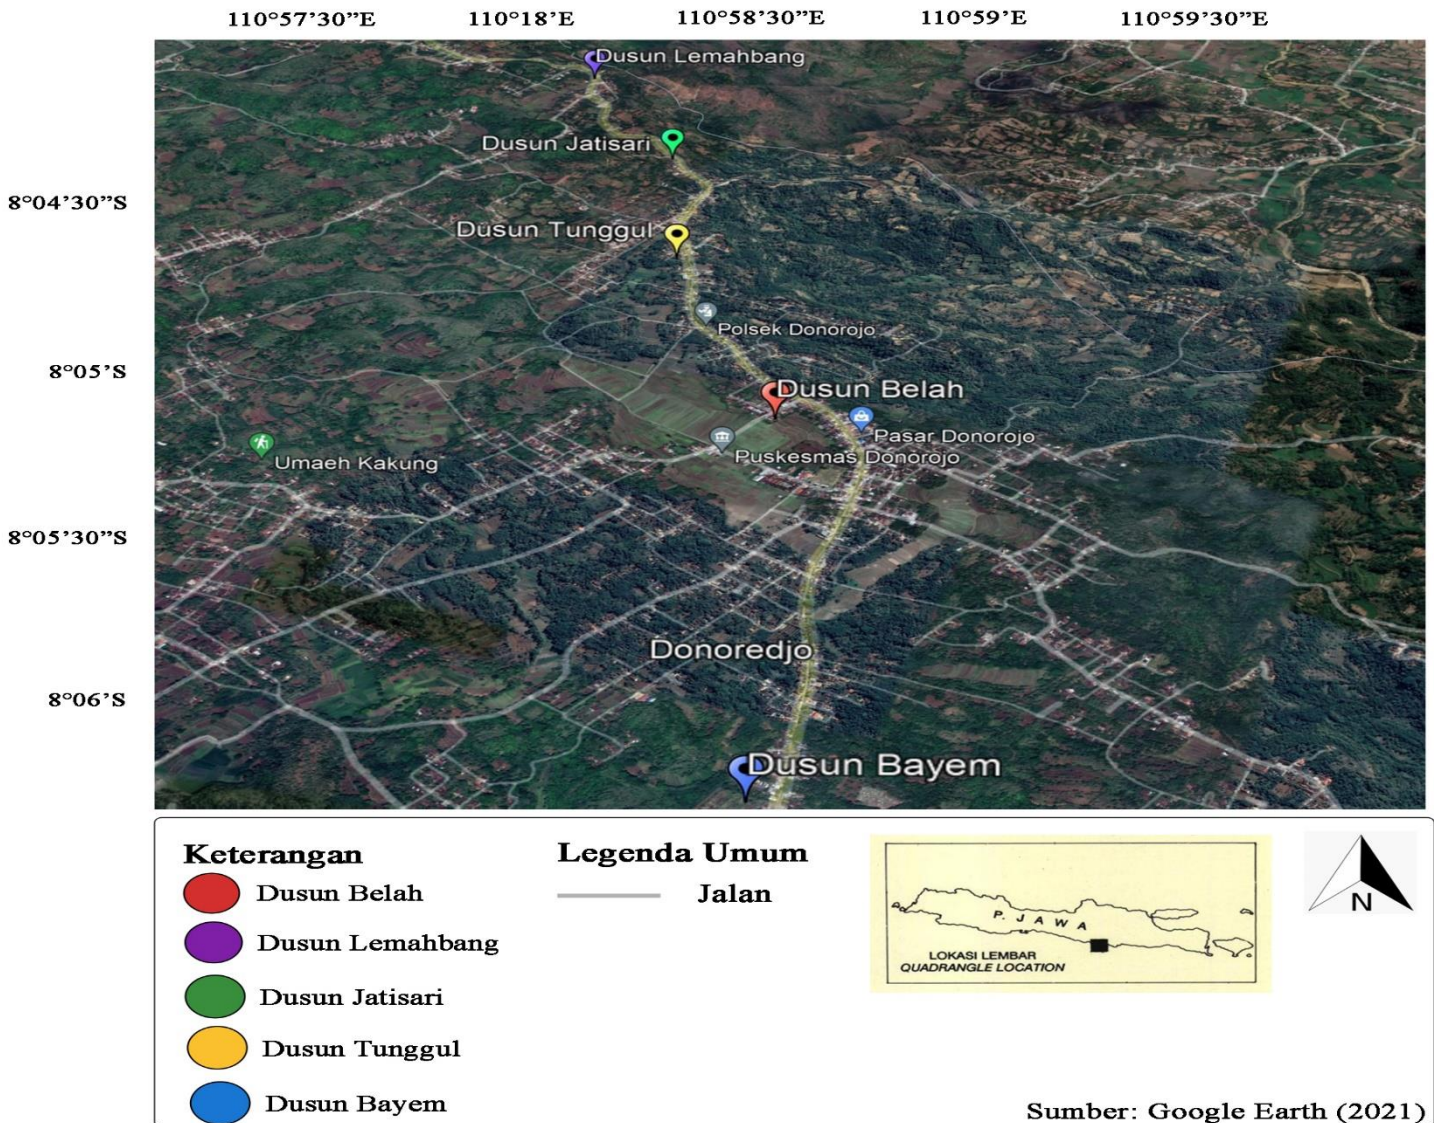 110°57’30”E 110°18’E 110°58’30”E 110°59’E 110°59’30”E
8°04’30”S
8°05’S
8°05’30”S
8°06’S
Dusun Lemahbang
Dusun Jatisari
Dusun Tunggul
Polsek Donorojo
Dusun Belah
Pasar Donorojo
Puskesmas Donorojo
Umaeh Kakung
Donoredjo
Dusun Bayem
Keterangan
Dusun Belah
Dusun Lemahbang
Dusun Jatisari
Dusun Tunggul
Dusun Bayem
Legenda Umum
Jalan
P. JAWA
LOKASI LEMBAR
QUADRANGLE LOCATION
N
Sumber: Google Earth (2021)